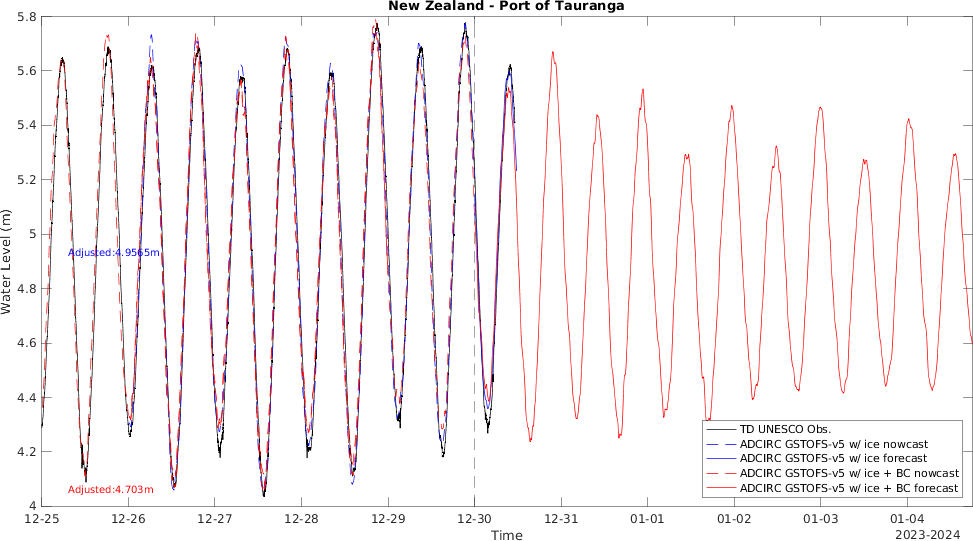 New Zealand - Port of Tauranga
5.8
5.6
5.4
5.2
5
4.8
4.6
4.4
4.2
4
Water Level (m)
Adjusted:4.9565m
Adjusted:4.703m
TD UNESCO Obs.
ADCIRC GSTOFS-v5 w/ ice nowcast
ADCIRC GSTOFS-v5 w/ ice forecast
ADCIRC GSTOFS-v5 w/ ice + BC nowcast
ADCIRC GSTOFS-v5 w/ ice + BC forecast
12-25 12-26 12-27 12-28 12-29 12-30 12-31 01-01 01-02 01-03 01-04
Time
2023-2024